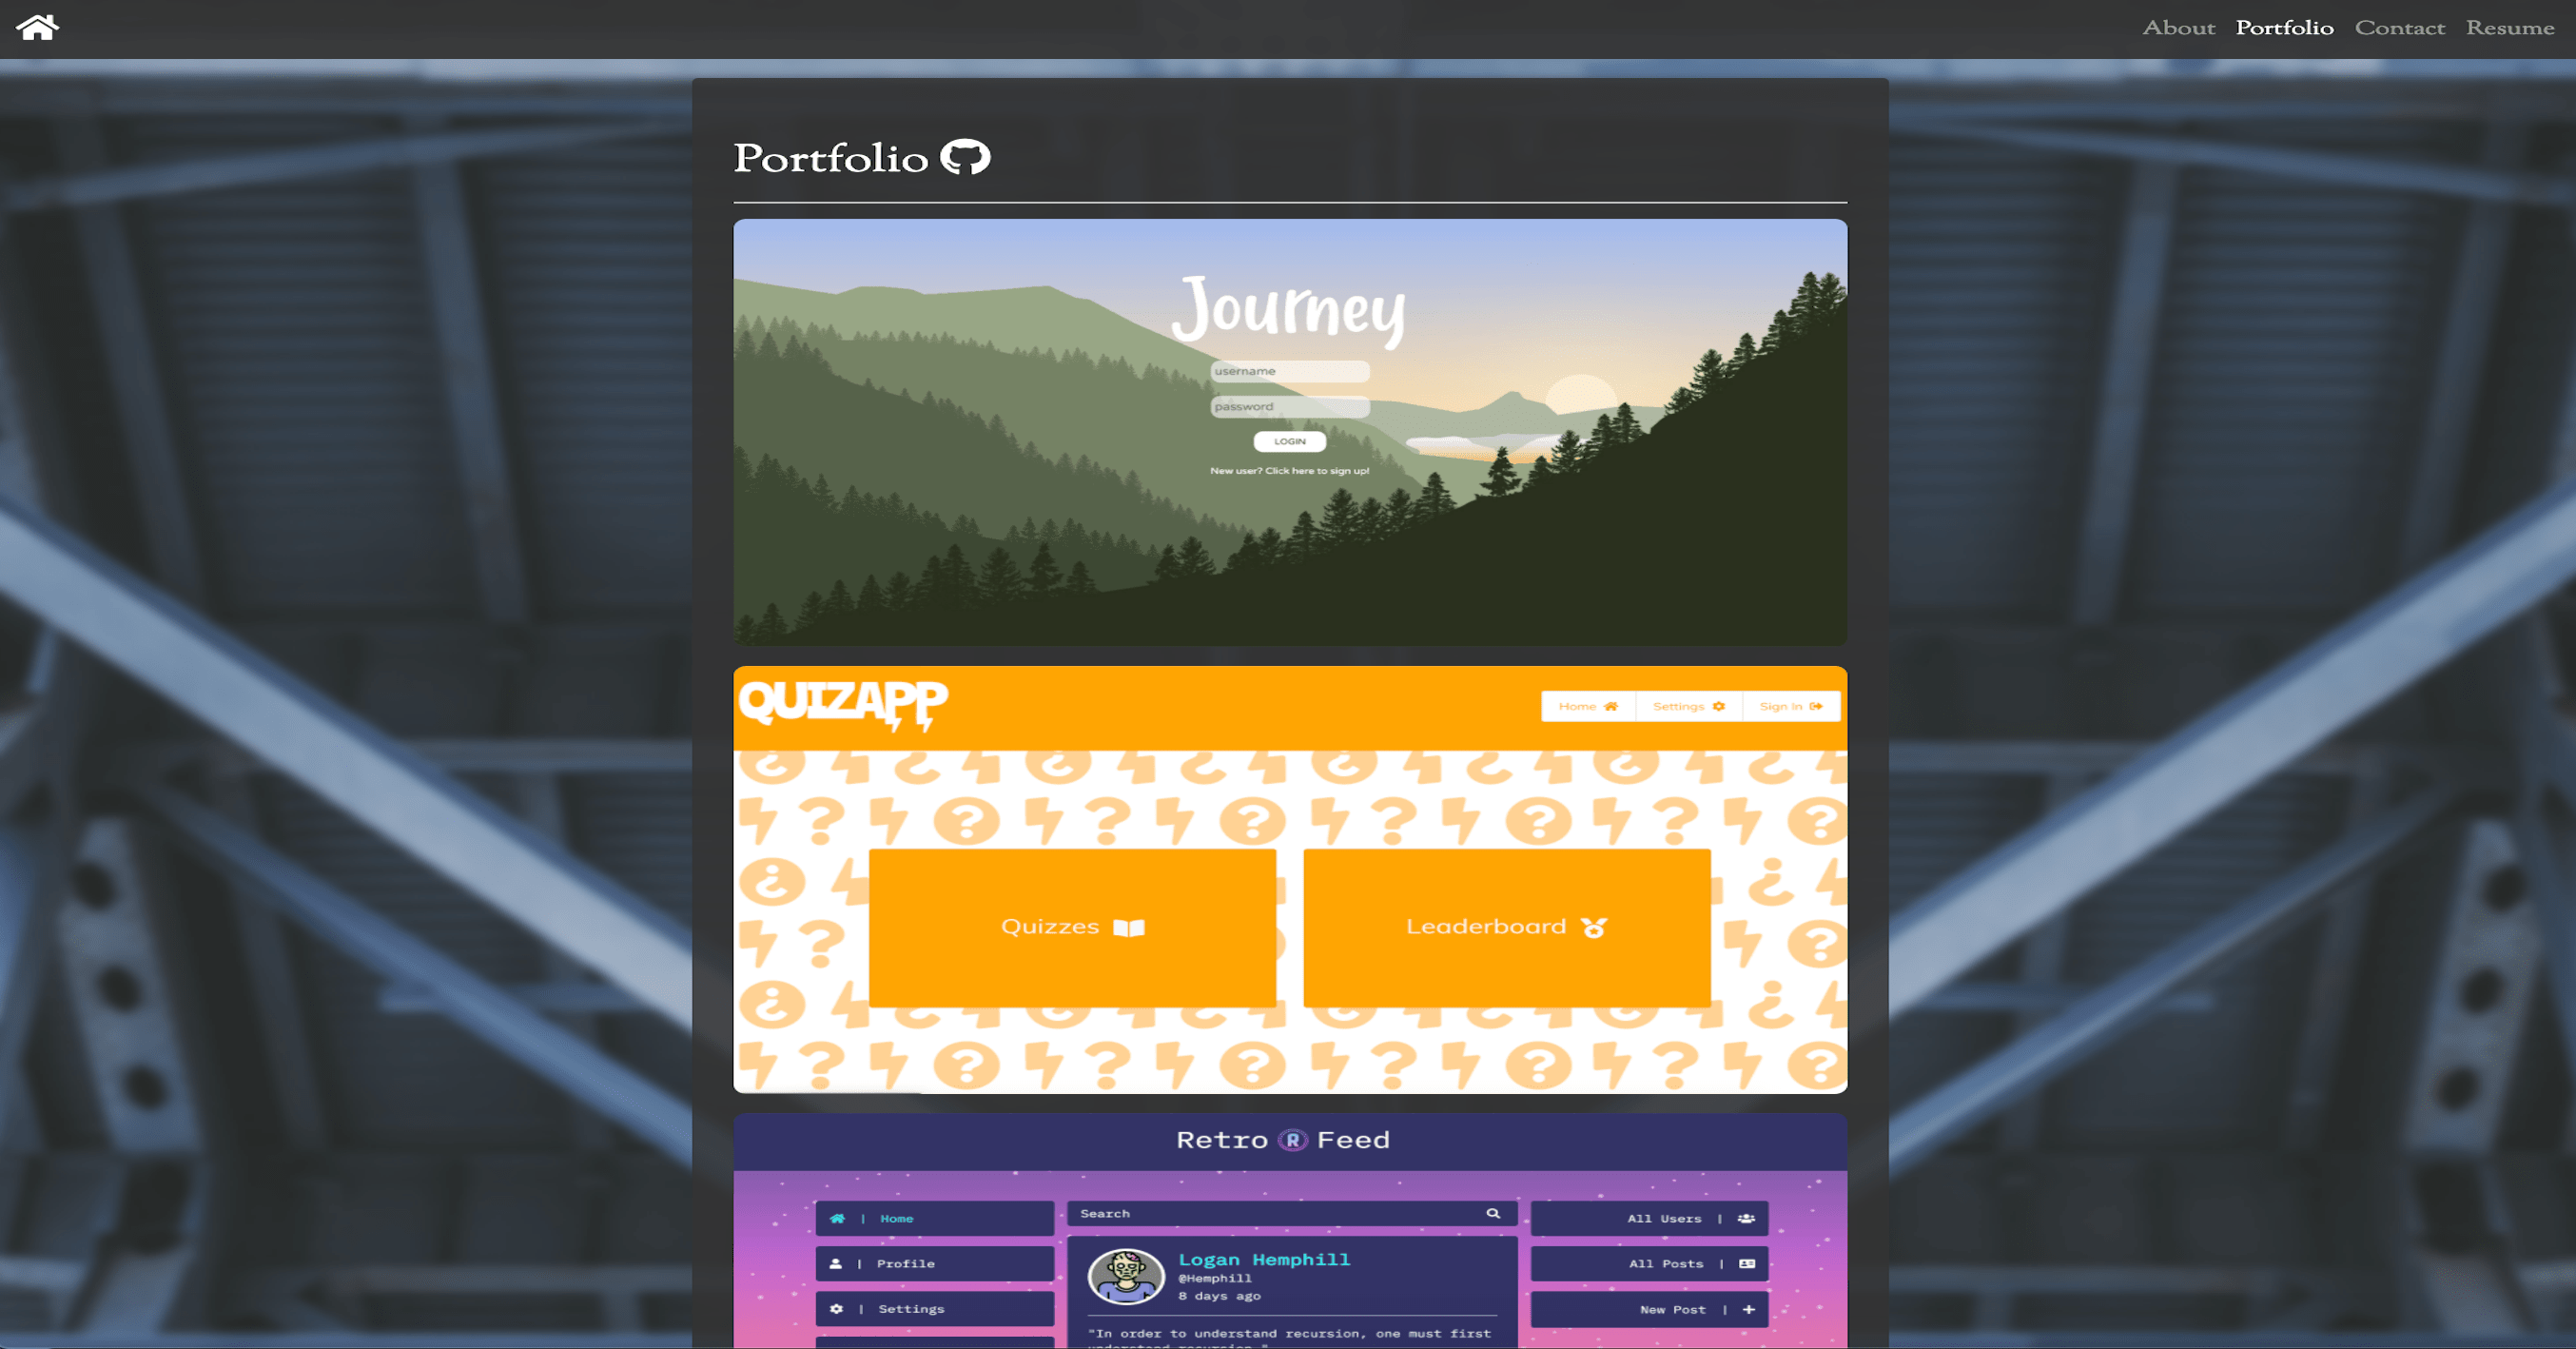 About Portfolio Contact Resume
Portfolio
Journey
username
password
LOGIN
New user? Click here to sign up!
QUIZAPP
Home Settings Sign In
Quizzes
Leaderboard
Retro R Feed
| Home
| Profile
| Settings
Search
Logan Hemphill
@Hemphill
8 days ago
"In order to understand recursion, one must first
understand recursion."
All Users |
All Posts |
New Post | +